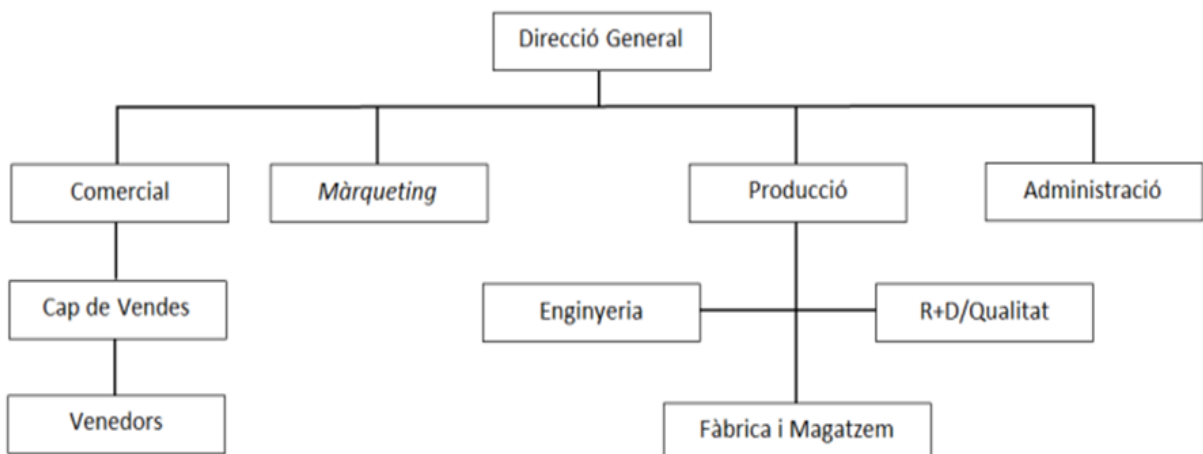 Direcció General
Comercial
Màrqueting
Producció
Administració
Cap de Vendes
Enginyeria
R+D/Qualitat
Venedors
Fàbrica i Magatzem